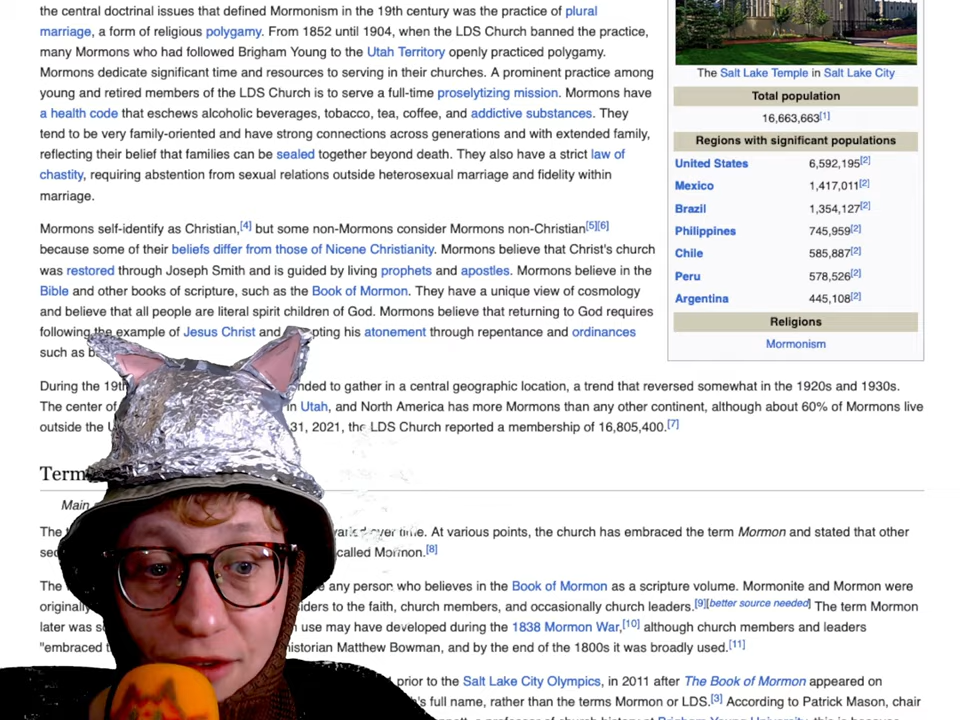 the central doctrinal issues that defined Mormonism in the 19th century was the practice of plural
marriage, a form of religious polygamy. From 1852 until 1904, when the LDS Church banned the practice,
many Mormons who had followed Brigham Young to the Utah Territory openly practiced polygamy.
Mormons dedicate significant time and resources to serving in their churches. A prominent practice among
young and retired members of the LDS Church is to serve a full-time proselytizing mission. Mormons have
a health code that eschews alcoholic beverages, tobacco, tea, coffee, and addictive substances. They
tend to be very family-oriented and have strong connections across generations and with extended family,
reflecting their belief that families can be sealed together beyond death. They also have a strict law of
chastity, requiring abstention from sexual relations outside heterosexual marriage and fidelity within
marriage.
Mormons self-identify as Christian,[4] but some non-Mormons consider Mormons non-Christian[5][6]
because some of their beliefs differ from those of Nicene Christianity. Mormons believe that Christ's church
was restored through Joseph Smith and is guided by living prophets and apostles. Mormons believe in the
Bible and other books of scripture, such as the Book of Mormon. They have a unique view of cosmology
and believe that all people are literal spirit children of God. Mormons believe that returning to God requires
following the example of Jesus Christ and pting his atonement through repentance and ordinances
such as b
The Salt Lake Temple in Salt Lake City
Total population
16,663,663[1]
Regions with significant populations
United States 6,592,195[2]
Mexico 1,417,011[2]
Brazil 1,354,127[2]
Philippines 745,959[2]
Chile 585,887[2]
Peru 578,526[2]
Argentina 445,108[2]
Religions
Mormonism
During the 19th nded to gather in a central geographic location, a trend that reversed somewhat in the 1920s and 1930s.
The center of in Utah, and North America has more Mormons than any other continent, although about 60% of Mormons live
outside the U 31, 2021, the LDS Church reported a membership of 16,805,400.[7]
Term
Main
The t varied over time. At various points, the church has embraced the term Mormon and stated that other
sec called Mormon.[8]
The any person who believes in the Book of Mormon as a scripture volume. Mormonite and Mormon were
originally siders to the faith, church members, and occasionally church leaders.[9][better source needed] The term Mormon
later was so n use may have developed during the 1838 Mormon War,[10] although church members and leaders
"embraced t historian Matthew Bowman, and by the end of the 1800s it was broadly used.[11]
prior to the Salt Lake City Olympics, in 2011 after The Book of Mormon appeared on
's full name, rather than the terms Mormon or LDS.[3] According to Patrick Mason, chair
a professor of church history at Brigham Young University, this is because